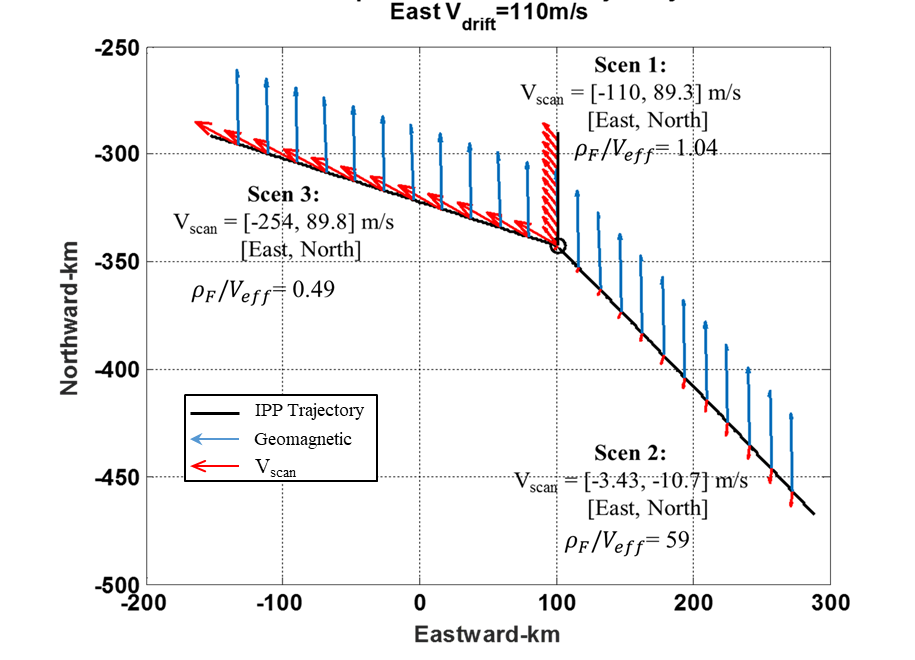 East V_drift=110m/s
-250
-300
-350
-400
-450
-500
-200
-100
0
100
200
300
Northward-km
Eastward-km
Scen 1:
V_scan = [-110, 89.3] m/s
[East, North]
ρ_F/V_eff= 1.04
Scen 3:
V_scan = [-254, 89.8] m/s
[East, North]
ρ_F/V_eff= 0.49
IPP Trajectory
Geomagnetic
V_scan
Scen 2:
V_scan = [-3.43, -10.7] m/s
[East, North]
ρ_F/V_eff= 59